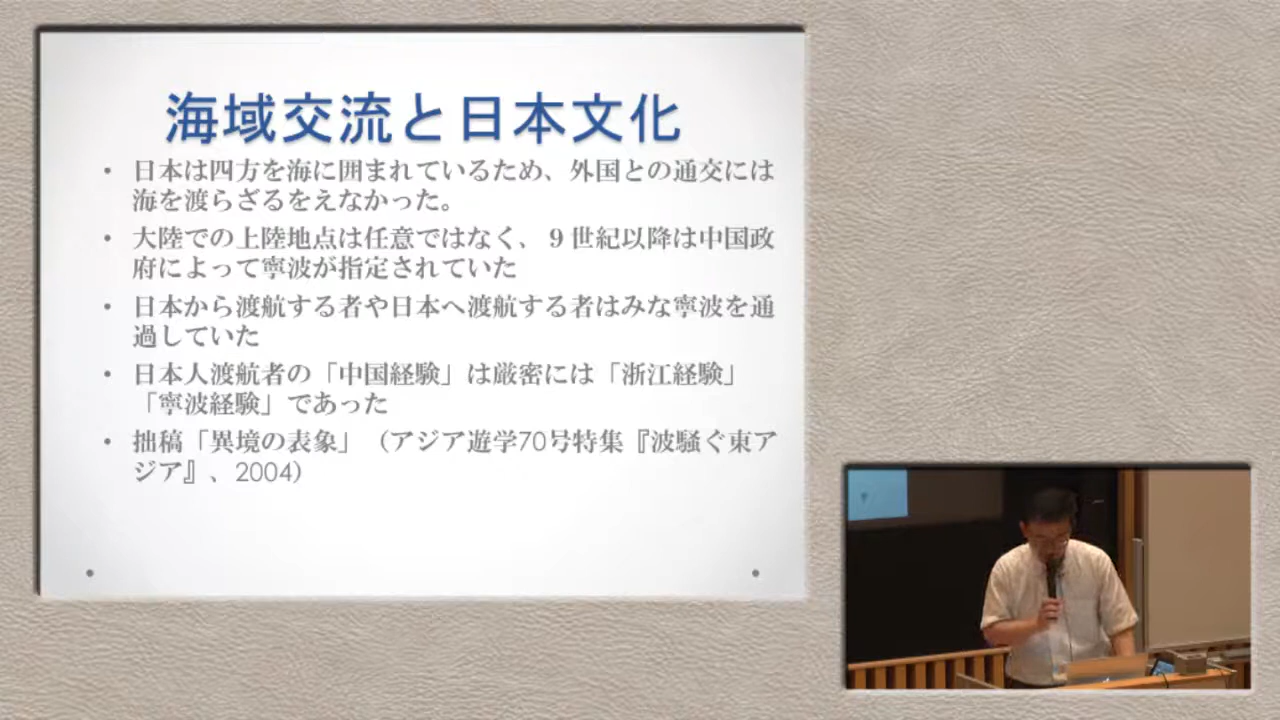 海域交流と日本文化
• 日本は四方を海に囲まれているため、外国との通交には
海を渡らざるをえなかった。
• 大陸での上陸地点は任意ではなく、９世紀以降は中国政
府によって寧波が指定されていた
• 日本から渡航する者や日本へ渡航する者はみな寧波を通
過していた
• 日本人渡航者の「中国経験」は厳密には「浙江経験」
「寧波経験」であった
• 拙稿「異境の表象」（アジア遊学70号特集『波騒ぐ東ア
ジア』、2004）